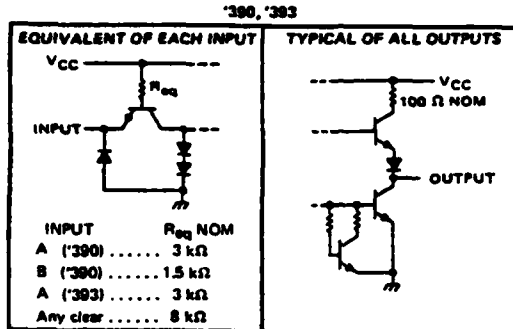 '390, '393
EQUIVALENT OF EACH INPUT
VCC
Req
INPUT
INPUT Req NOM
A ('390) ...... 3 kΩ
B ('390) ...... 1.5 kΩ
A ('393) ...... 3 kΩ
Any clear ...... 8 kΩ
TYPICAL OF ALL OUTPUTS
VCC
100 Ω NOM
OUTPUT